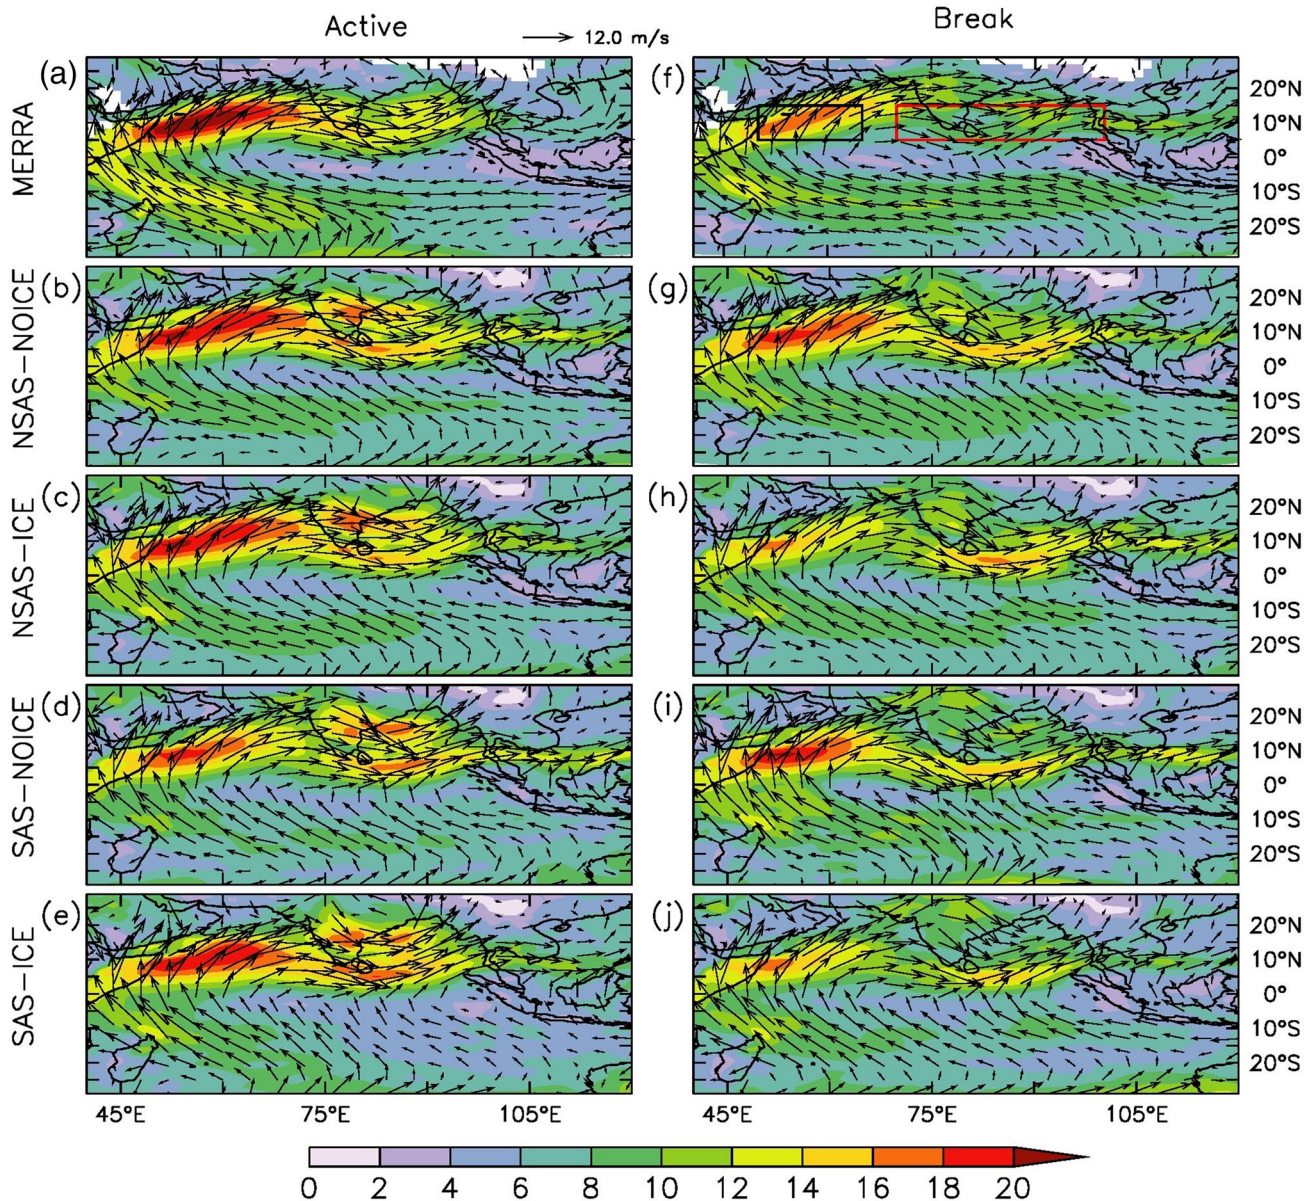 Active
12.0 m/s
Break
(a)
(f)
MERRA
20°N
10°N
0°
10°S
20°S
(b)
(g)
NSAS-NOICE
20°N
10°N
0°
10°S
20°S
(c)
(h)
NSAS-ICE
20°N
10°N
0°
10°S
20°S
(d)
(i)
SAS-NOICE
20°N
10°N
0°
10°S
20°S
(e)
(j)
SAS-ICE
20°N
10°N
0°
10°S
20°S
45°E 75°E 105°E 45°E 75°E 105°E
0 2 4 6 8 10 12 14 16 18 20